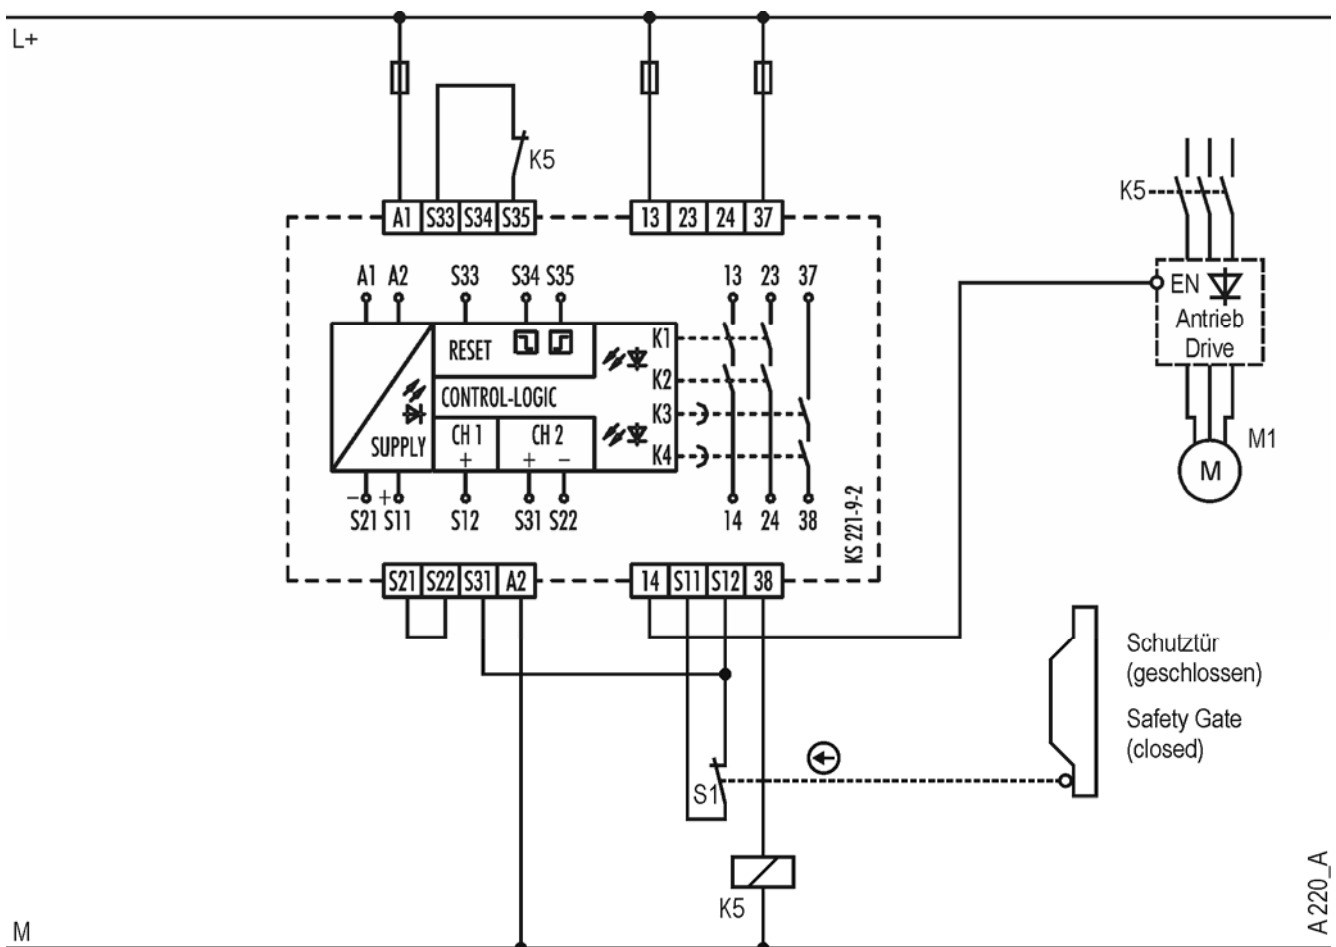 L+
K5
A1 S33 S34 S35
13 23 24 37
K5
A1 A2 S33 S34 S35 13 23 37
EN
Antrieb
Drive
RESET
K1
K2
CONTROL-LOGIC
K3
SUPPLY
CH 1
CH 2
K4
+ + −
M1
M
− +
S21 S11 S12 S31 S22 14 24 38
KS 221-9-2
S21 S22 S31 A2
14 S11 S12 38
Schutztür
(geschlossen)
Safety Gate
(closed)
S1
K5
M
A 220_A